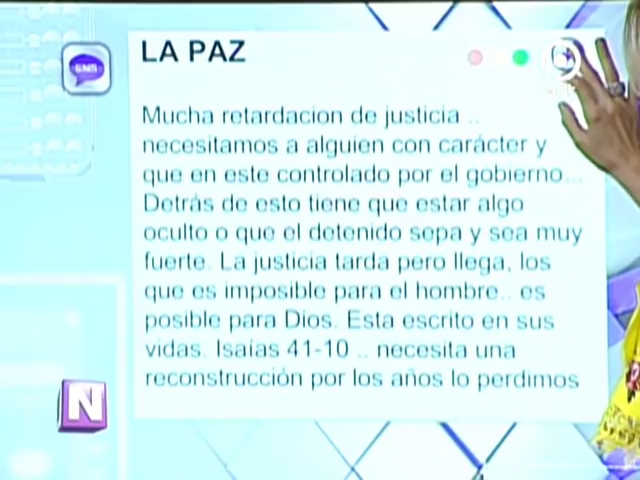 LA PAZ
SMS
Mucha retardacion de justicia ..
necesitamos a alguien con carácter y
que en este controlado por el gobierno...
Detrás de esto tiene que estar algo
oculto o que el detenido sepa y sea muy
fuerte. La justicia tarda pero llega, los
que es imposible para el hombre.. es
posible para Dios. Esta escrito en sus
vidas. Isaías 41-10 .. necesita una
reconstrucción por los años lo perdimos
N